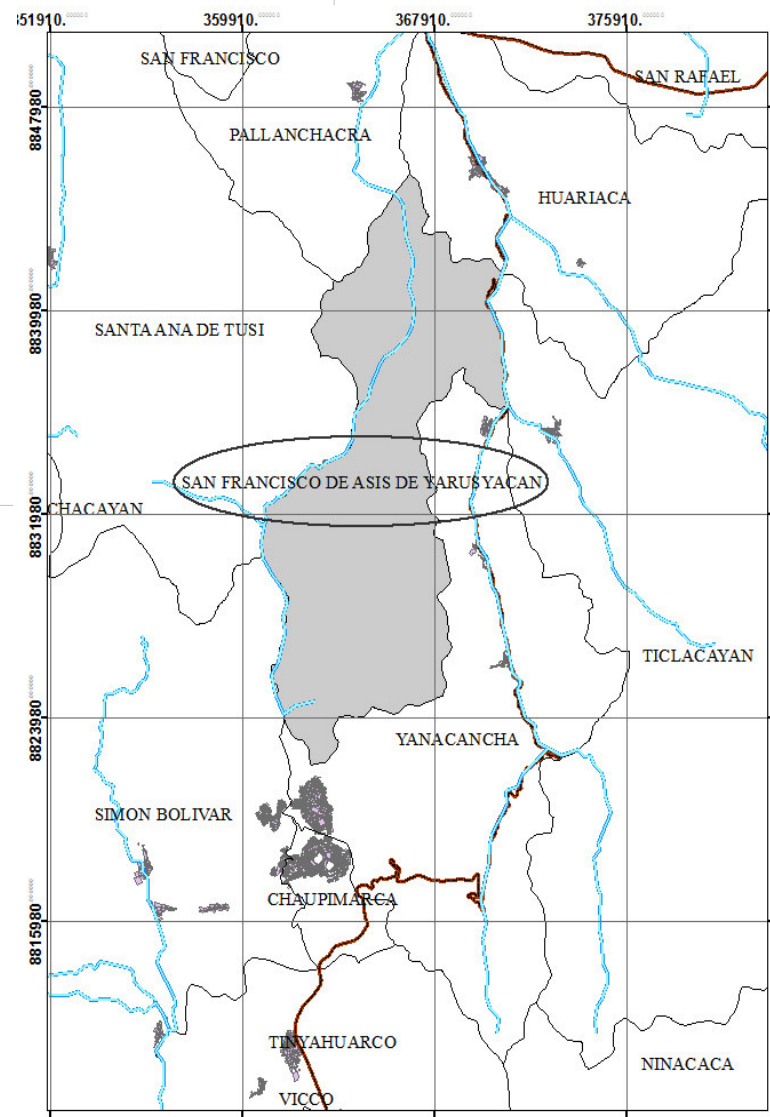 351910. 359910. 367910. 375910.
SAN FRANCISCO
SAN RAFAEL
8847980
PALLANCHACRA
HUARIACA
8839980
SANTA ANA DE TUSI
SAN FRANCISCO DE ASIS DE YARUSYACAN
CHACAYAN
8831980
TICLACAYAN
8823980
YANACANCHA
SIMON BOLIVAR
CHAUPIMARCA
8815980
TINYAHUARCO
NINACACA
VICCO